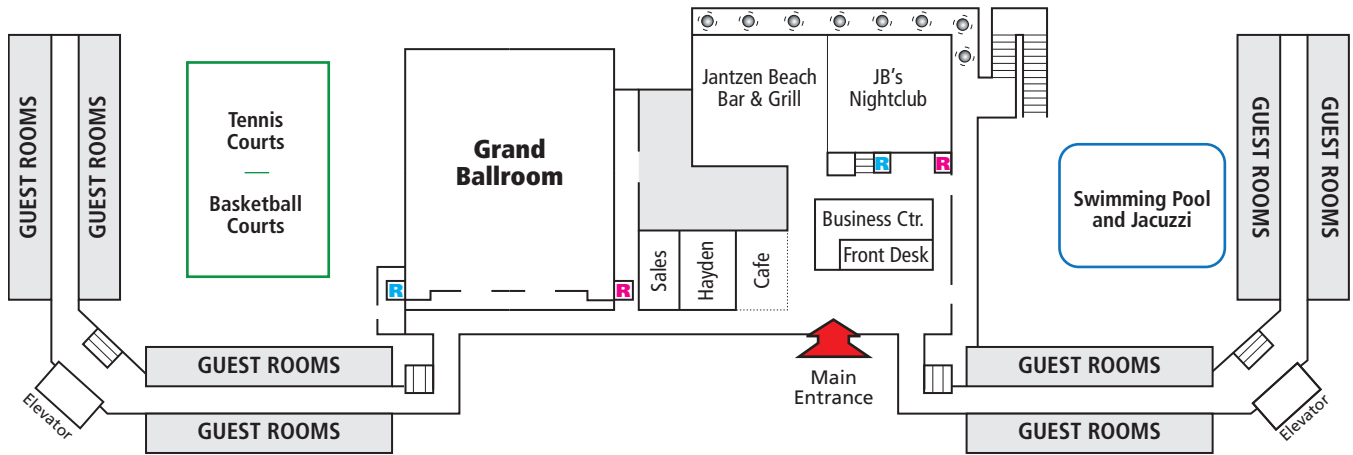 GUEST ROOMS
GUEST ROOMS
Tennis
Courts
Basketball
Courts
Grand
Ballroom
Jantzen Beach
Bar & Grill
JB's
Nightclub
R
R
Business Ctr.
Front Desk
Sales
Hayden
Cafe
R
R
Swimming Pool
and Jacuzzi
GUEST ROOMS
GUEST ROOMS
GUEST ROOMS
GUEST ROOMS
Elevator
Main
Entrance
GUEST ROOMS
GUEST ROOMS
Elevator